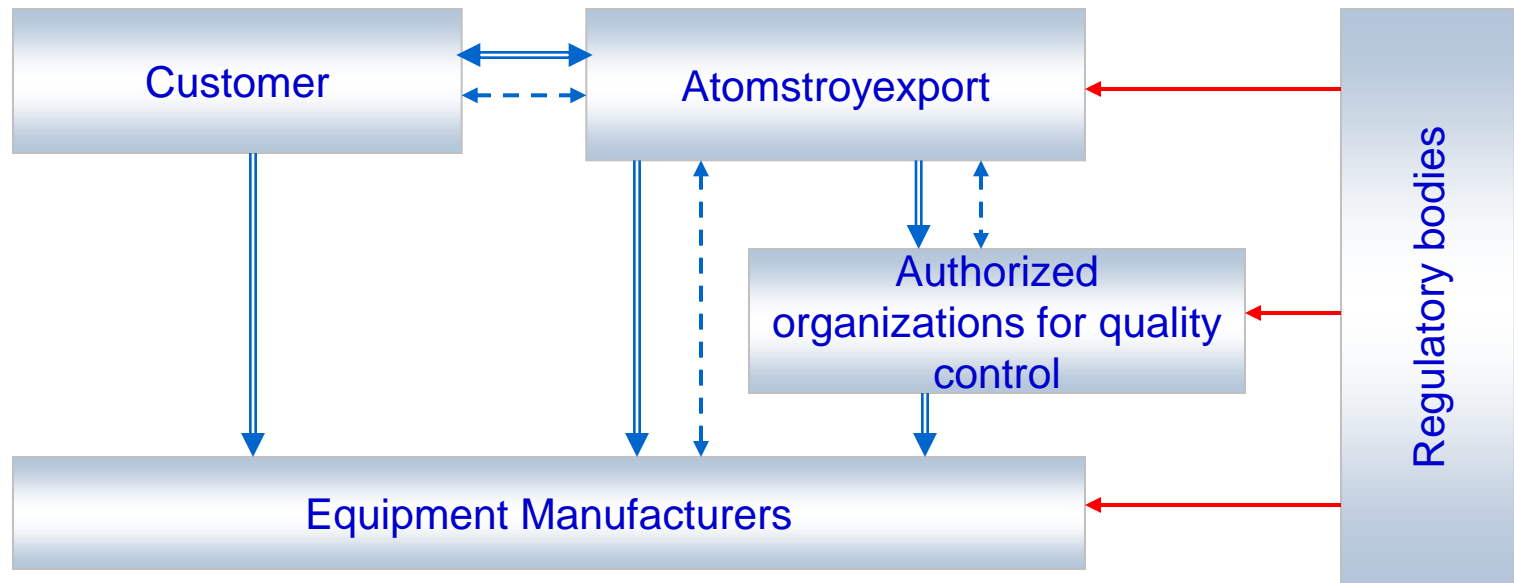 Customer
Atomstroyexport
Authorized
organizations for quality
control
Equipment Manufacturers
Regulatory bodies